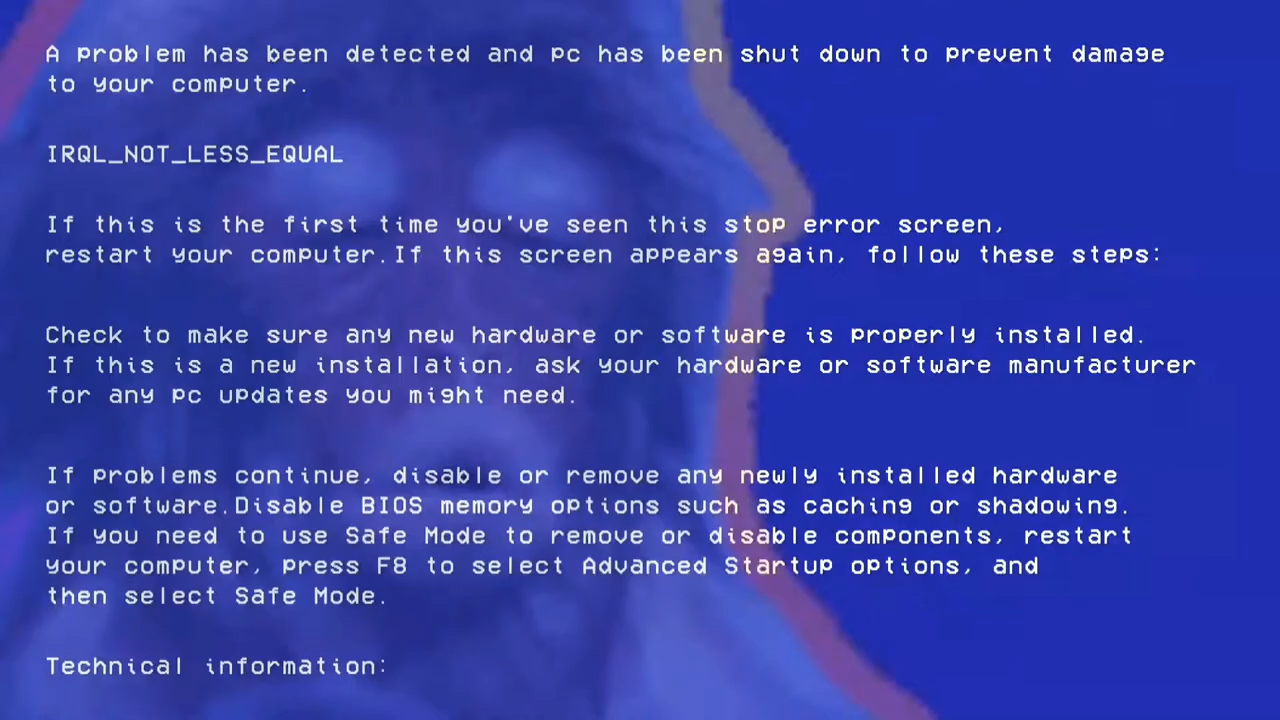 A problem has been detected and pc has been shut down to prevent damage
to your computer.
IRQL_NOT_LESS_EQUAL
If this is the first time you've seen this stop error screen,
restart your computer.If this screen appears again, follow these steps:
Check to make sure any new hardware or software is properly installed.
If this is a new installation, ask your hardware or software manufacturer
for any pc updates you might need.
If problems continue, disable or remove any newly installed hardware
or software.Disable BIOS memory options such as caching or shadowing.
If you need to use Safe Mode to remove or disable components, restart
your computer, press F8 to select Advanced Startup options, and
then select Safe Mode.
Technical information: